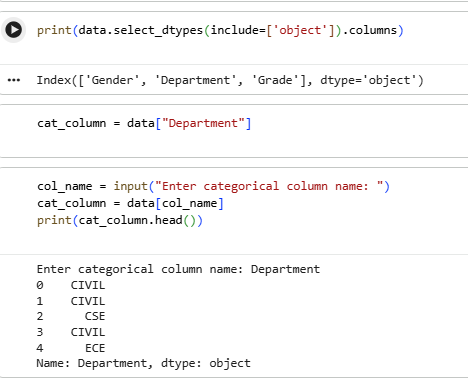 print(data.select_dtypes(include=['object']).columns)
Index(['Gender', 'Department', 'Grade'], dtype='object')
cat_column = data["Department"]
col_name = input("Enter categorical column name: ")
cat_column = data[col_name]
print(cat_column.head())
Enter categorical column name: Department
0    CIVIL
1    CIVIL
2      CSE
3    CIVIL
4      ECE
Name: Department, dtype: object